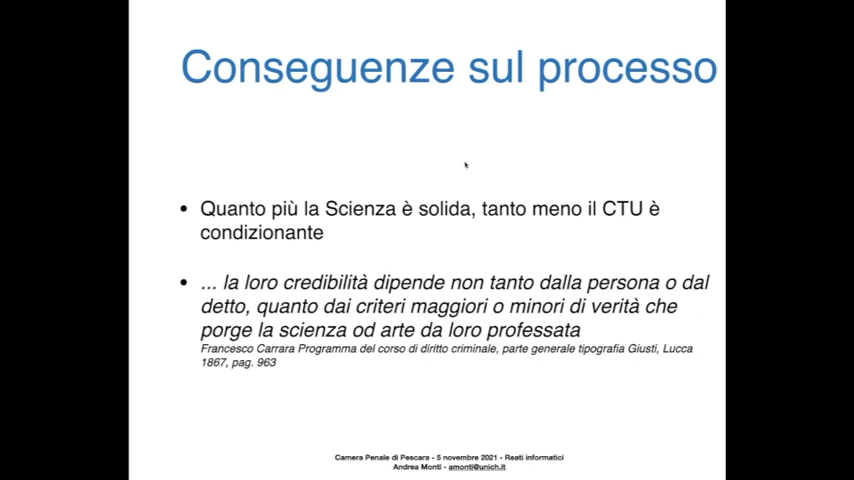 Conseguenze sul processo
• Quanto più la Scienza è solida, tanto meno il CTU è
condizionante
• ... la loro credibilità dipende non tanto dalla persona o dal
detto, quanto dai criteri maggiori o minori di verità che
porge la scienza od arte da loro professata
Francesco Carrara Programma del corso di diritto criminale, parte generale tipografia Giusti, Lucca
1867, pag. 963
Camera Penale di Pescara - 5 novembre 2021 - Reati informatici
Andrea Monti - amonti@unich.it